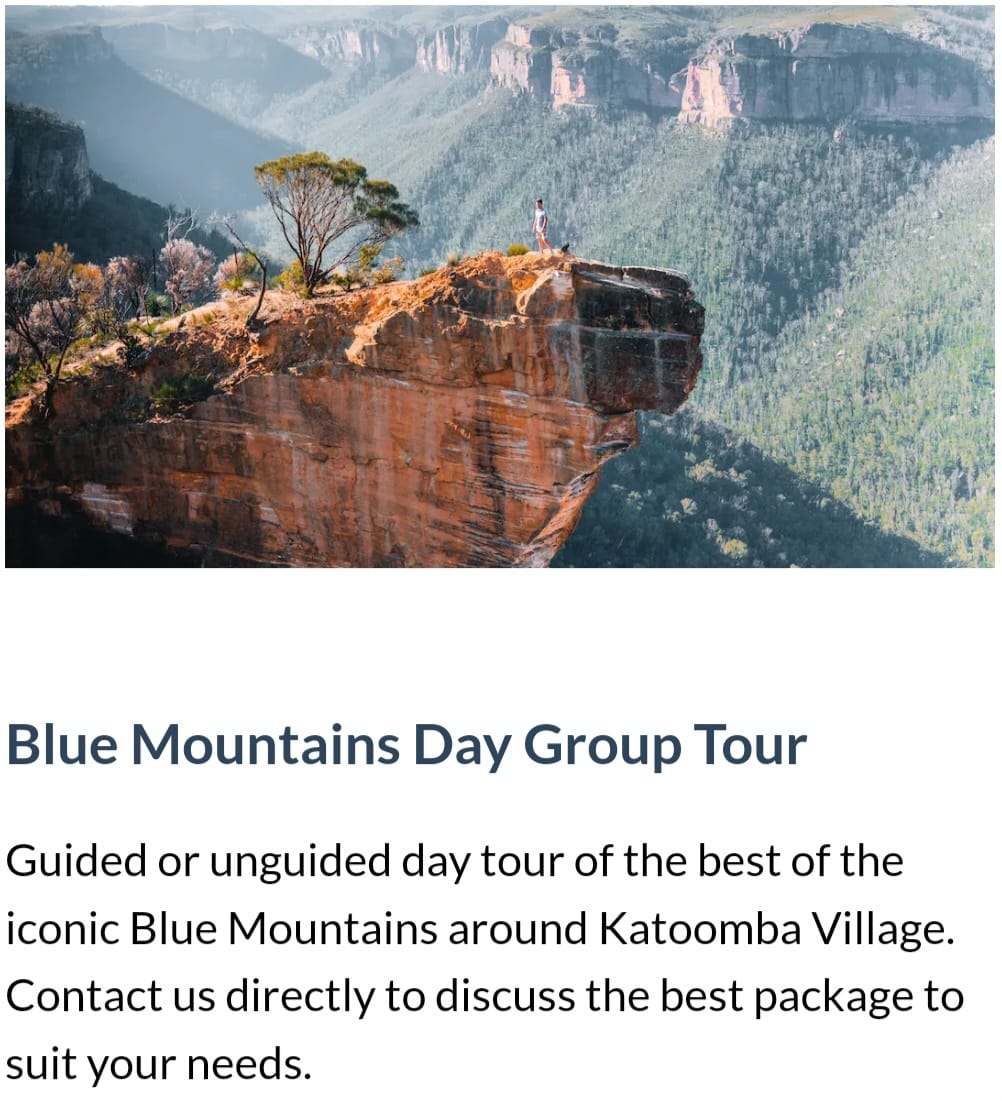 Blue Mountains Day Group Tour
Guided or unguided day tour of the best of the
iconic Blue Mountains around Katoomba Village.
Contact us directly to discuss the best package to
suit your needs.